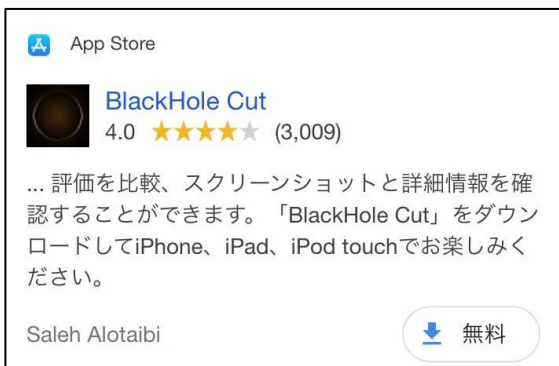 App Store
BlackHole Cut
4.0 ★★★★★ (3,009)
... 評価を比較、スクリーンショットと詳細情報を確
認することができます。「BlackHole Cut」をダウン
ロードしてiPhone、iPad、iPod touchでお楽しみく
ださい。
Saleh Alotaibi
無料